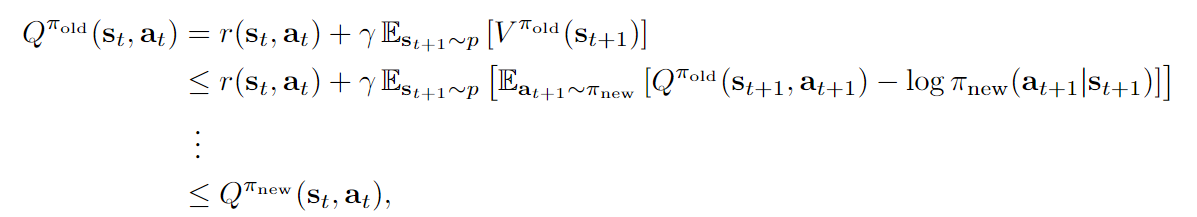 Q^{π_old}(s_t, a_t) = r(s_t, a_t) + γ 𝔼_{s_{t+1}∼p} [V^{π_old}(s_{t+1})]
≤ r(s_t, a_t) + γ 𝔼_{s_{t+1}∼p} [𝔼_{a_{t+1}∼π_new} [Q^{π_old}(s_{t+1}, a_{t+1}) − log π_new(a_{t+1}|s_{t+1})]]
⋮
≤ Q^{π_new}(s_t, a_t),